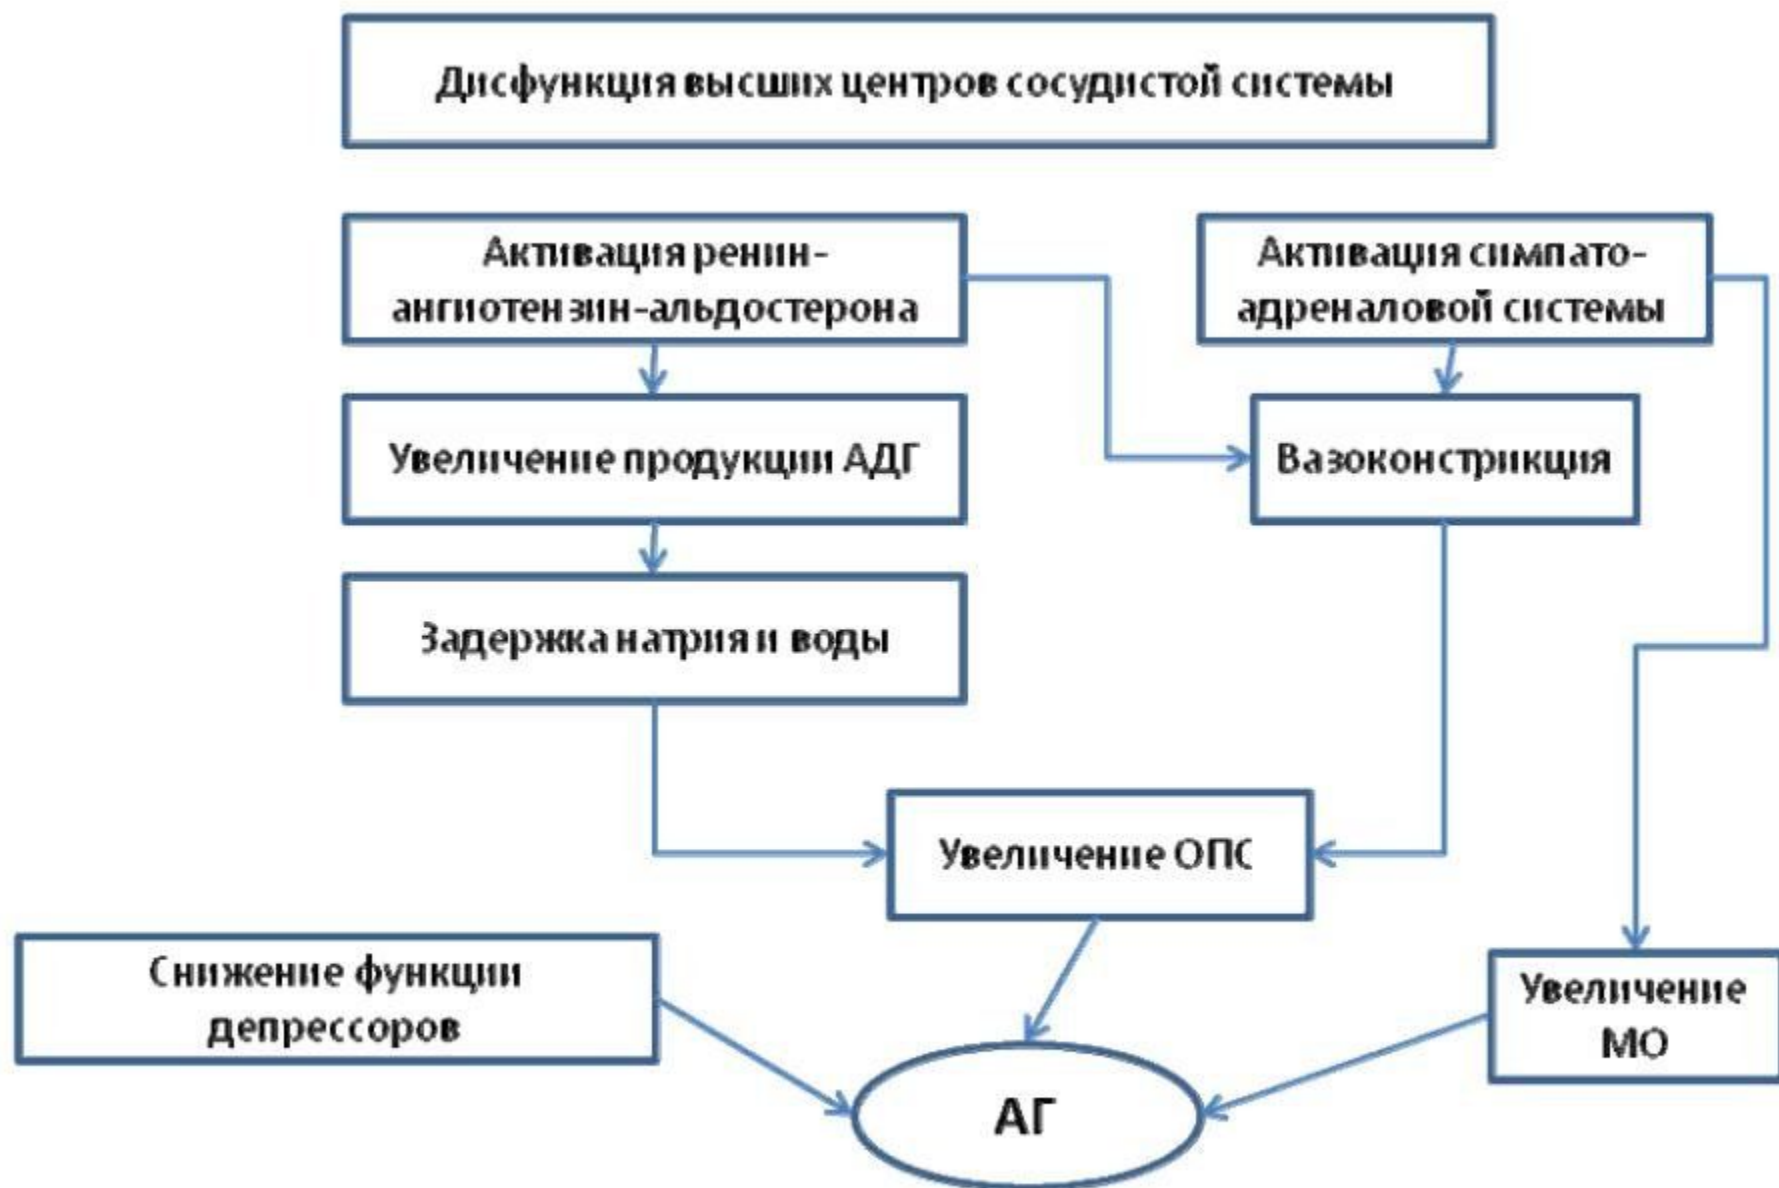 Дисфункция высших центров сосудистой системы
Активация ренин-
ангиотензин-альдостерона
Активация симпато-
адреналовой системы
Увеличение продукции АДГ
Вазоконстрикция
Задержка натрия и воды
Увеличение ОПС
Снижение функции
депрессоров
Увеличение
МО
АГ